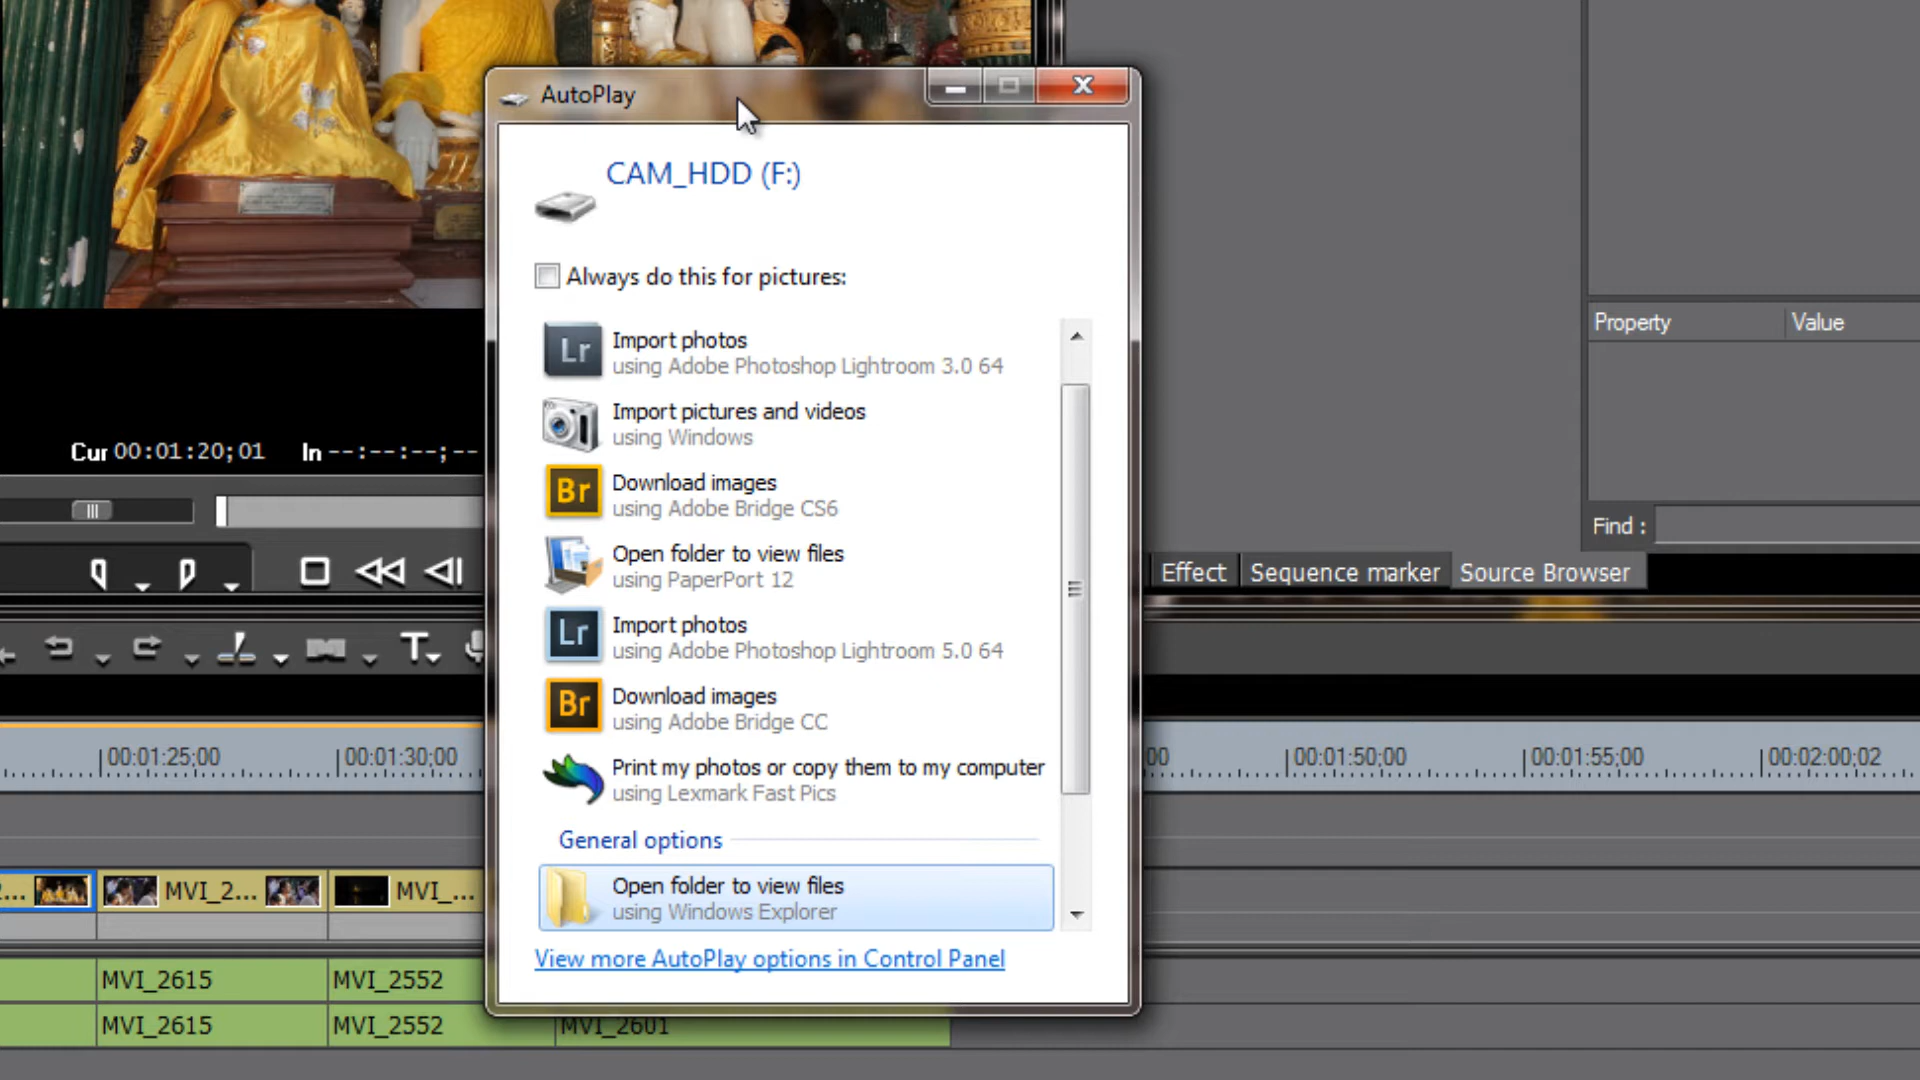 AutoPlay
CAM_HDD (F:)
Always do this for pictures:
Lr
Import photos
using Adobe Photoshop Lightroom 3.0 64
Import pictures and videos
using Windows
Br
Download images
using Adobe Bridge CS6
Open folder to view files
using PaperPort 12
Lr
Import photos
using Adobe Photoshop Lightroom 5.0 64
Br
Download images
using Adobe Bridge CC
Print my photos or copy them to my computer
using Lexmark Fast Pics
General options
Open folder to view files
using Windows Explorer
View more AutoPlay options in Control Panel
Cur 00:01:20;01 In --:--:--;--
Property Value
Find :
Effect Sequence marker Source Browser
T
00:01:25;00 00:01:30;00 00 00:01:50;00 00:01:55;00 00:02:00;02
2... MVI_2... MVI_...
MVI_2615 MVI_2552
MVI_2615 MVI_2552 MVI_2601